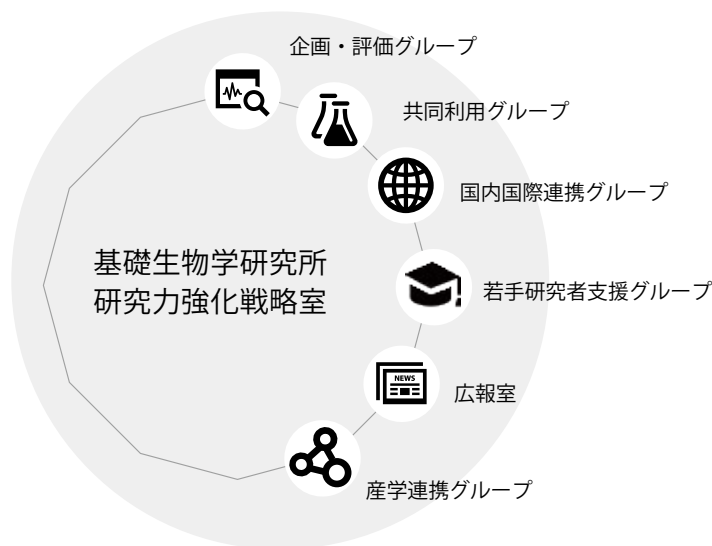 企画・評価グループ
共同利用グループ
国内国際連携グループ
基礎生物学研究所
研究力強化戦略室
若手研究者支援グループ
NEWS
広報室
産学連携グループ